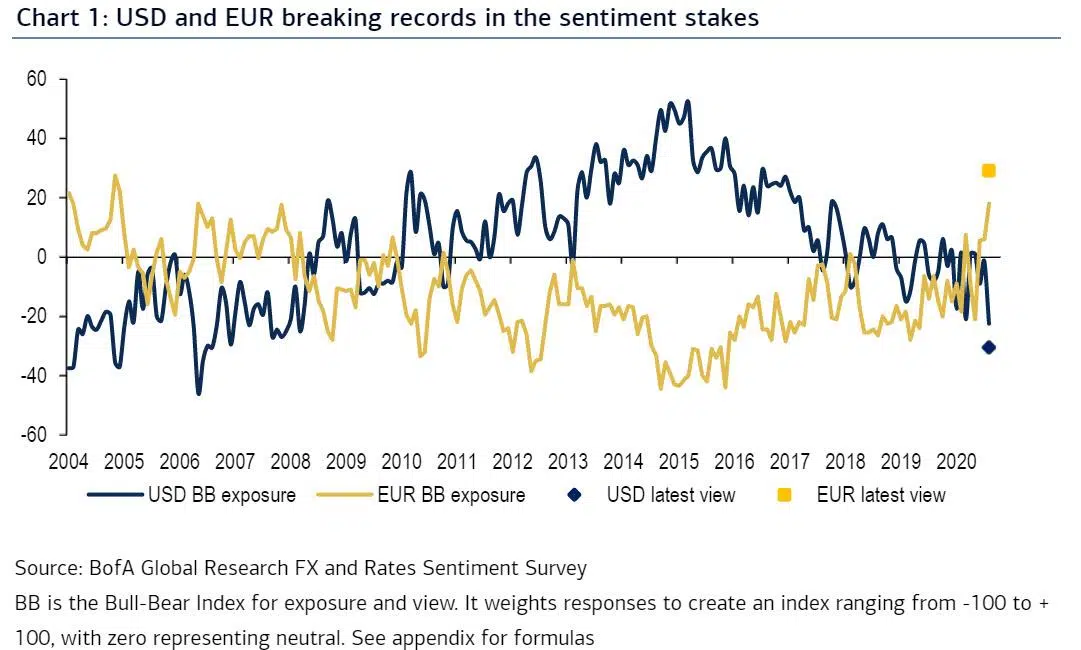 Chart 1: USD and EUR breaking records in the sentiment stakes
60
40
20
0
-20
-40
-60
2004 2005 2006 2007 2008 2009 2010 2011 2012 2013 2014 2015 2016 2017 2018 2019 2020
USD BB exposure EUR BB exposure USD latest view EUR latest view
Source: BofA Global Research FX and Rates Sentiment Survey
BB is the Bull-Bear Index for exposure and view. It weights responses to create an index ranging from -100 to +
100, with zero representing neutral. See appendix for formulas